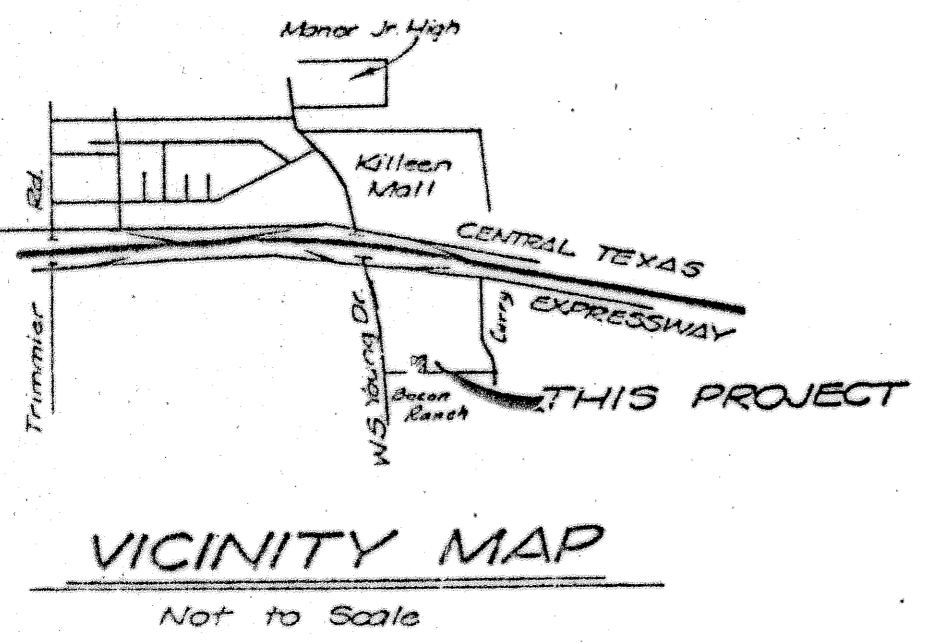 Manor Jr. High
Killeen
Mall
Trimmier Rd.
CENTRAL TEXAS
EXPRESSWAY
Curry
W.S. Young Dr.
Bacon
Ranch
THIS PROJECT
VICINITY MAP
Not to Scale